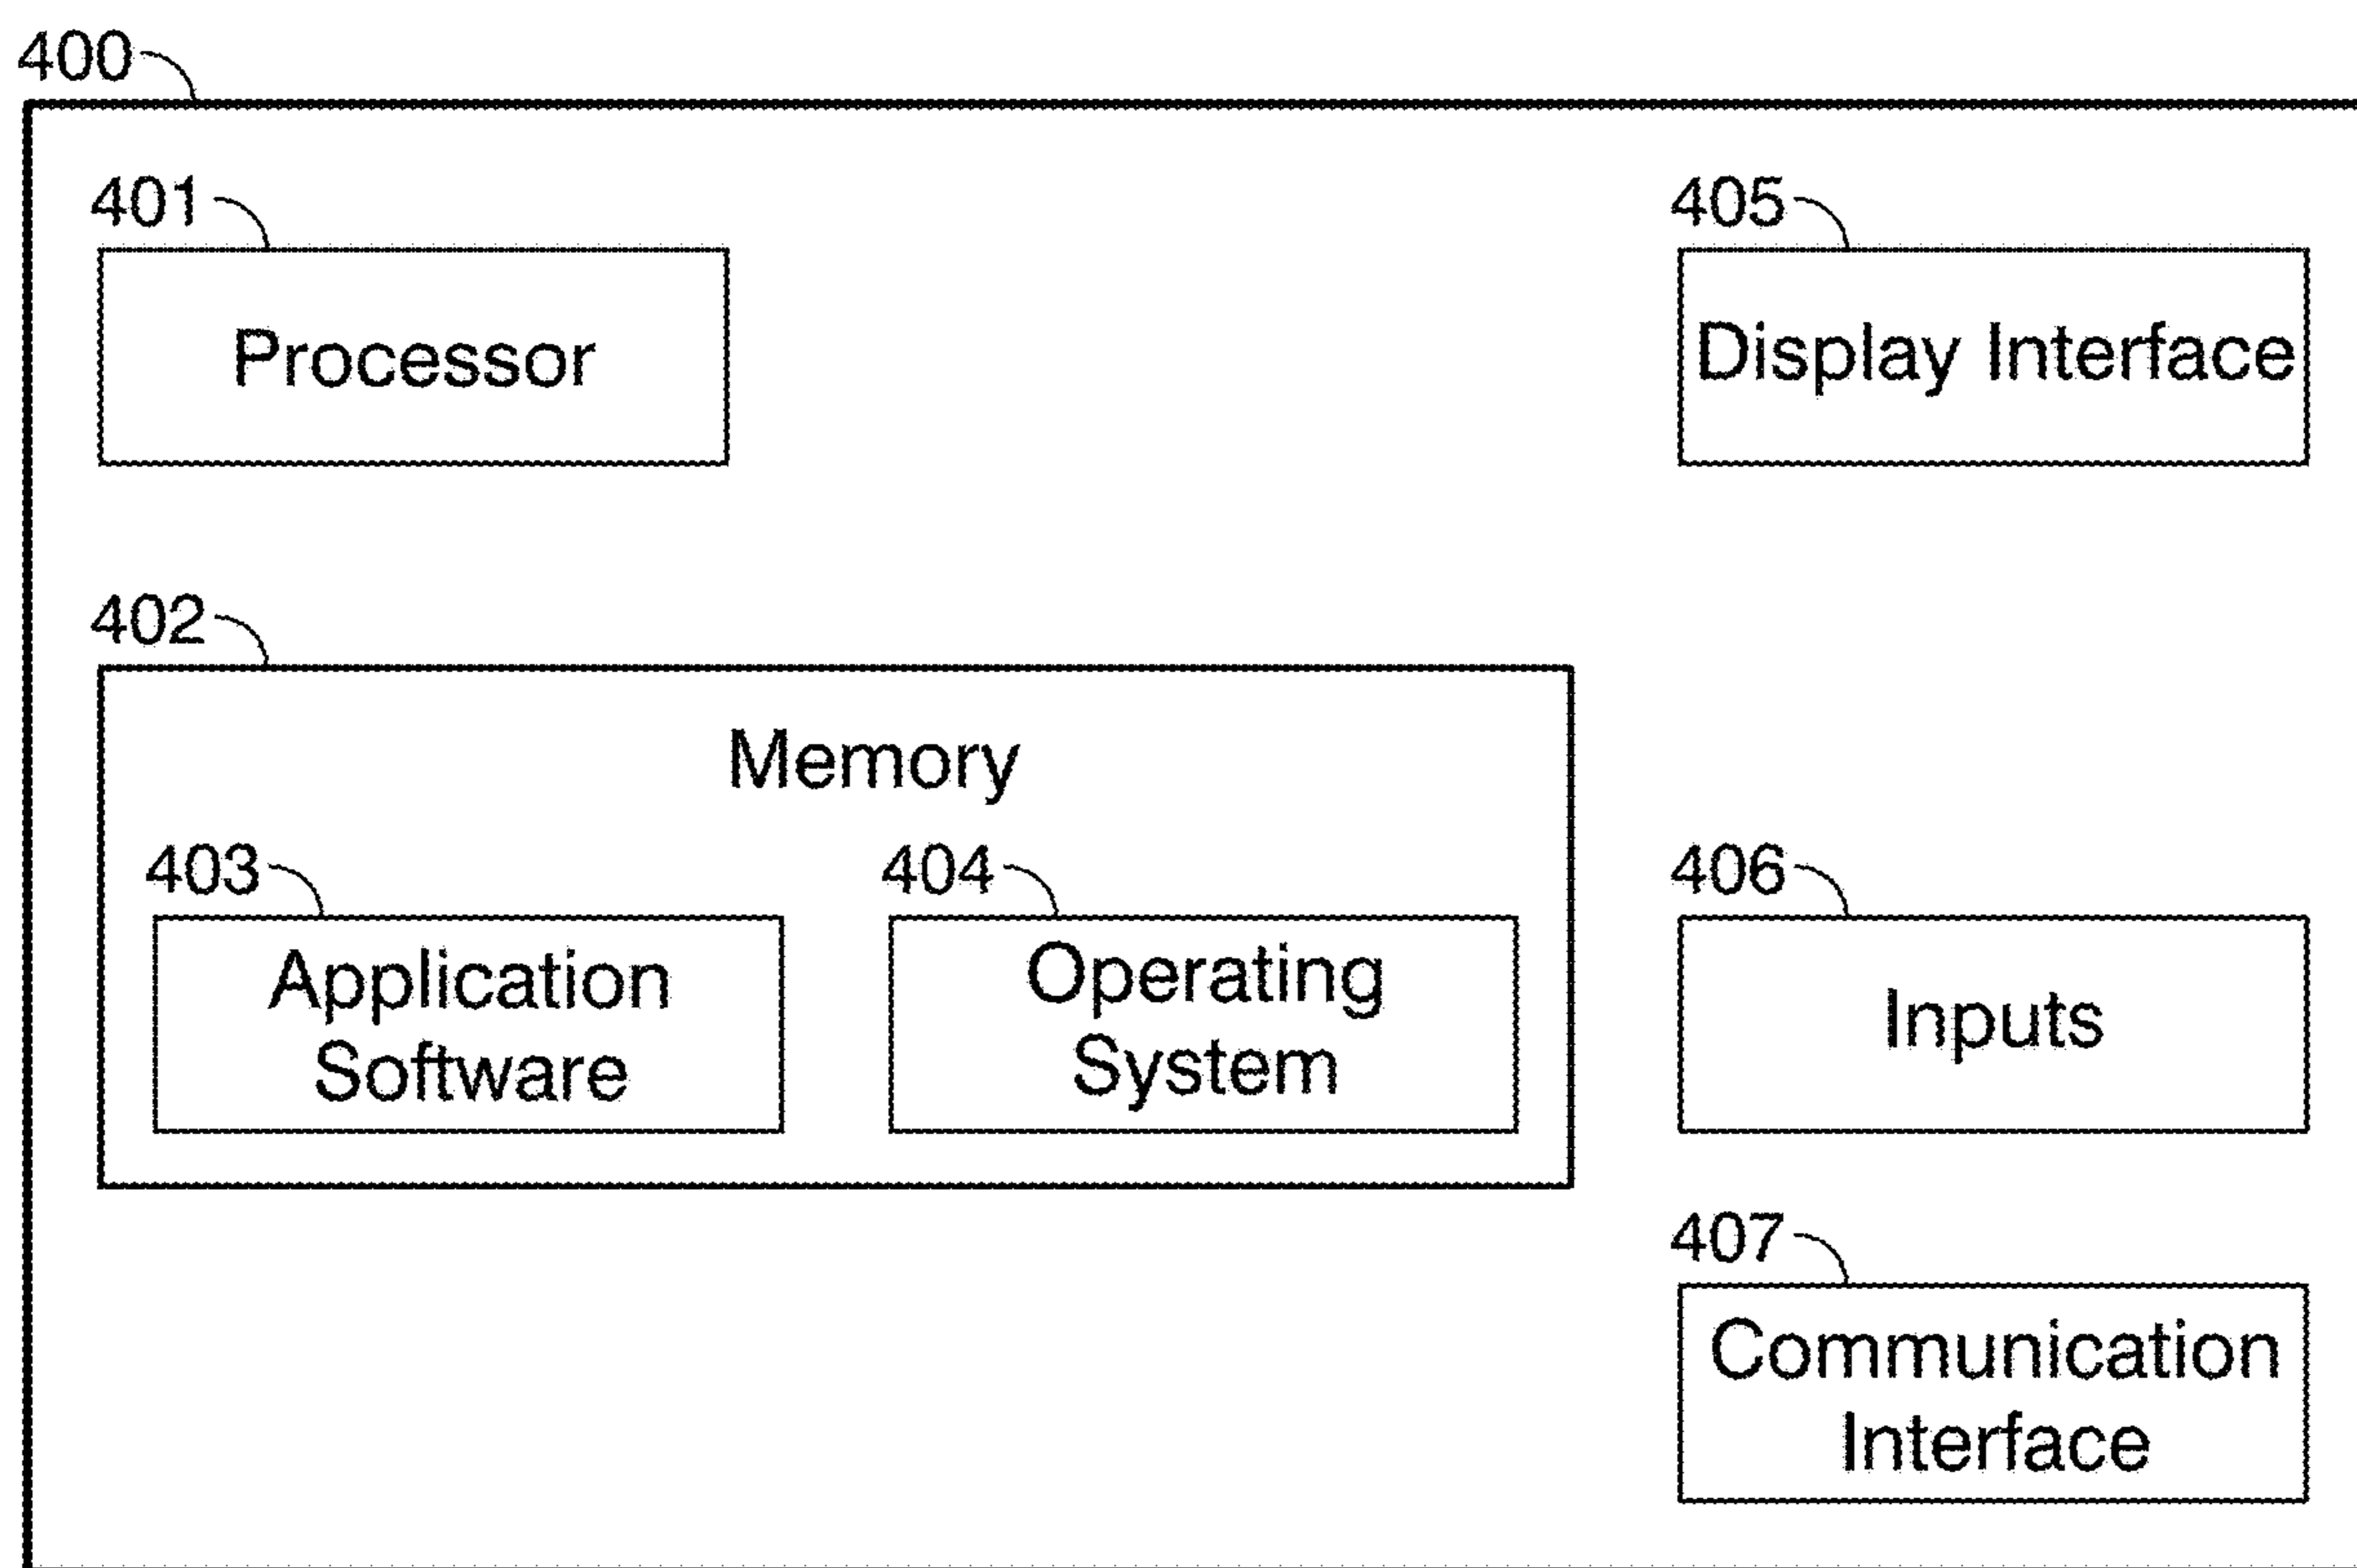 400
401
Processor
405
Display Interface
402
Memory
403
Application
Software
404
Operating
System
406
Inputs
407
Communication
Interface